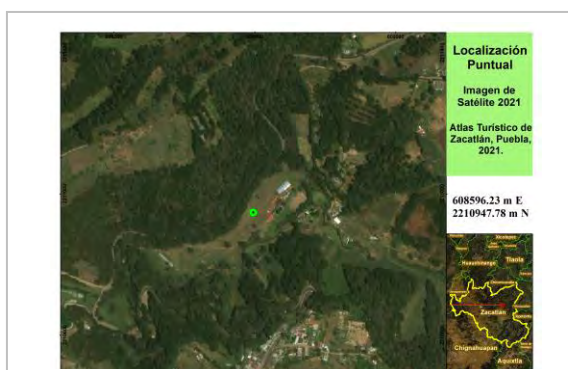 Localización
Puntual
Imagen de
Satélite 2021
Atlas Turístico de
Zacatlán, Puebla,
2021.
608596.23 m E
2210947.78 m N
Huauchinango
Tlaola
Zacatlán
Chignahuapan
Aquixtla